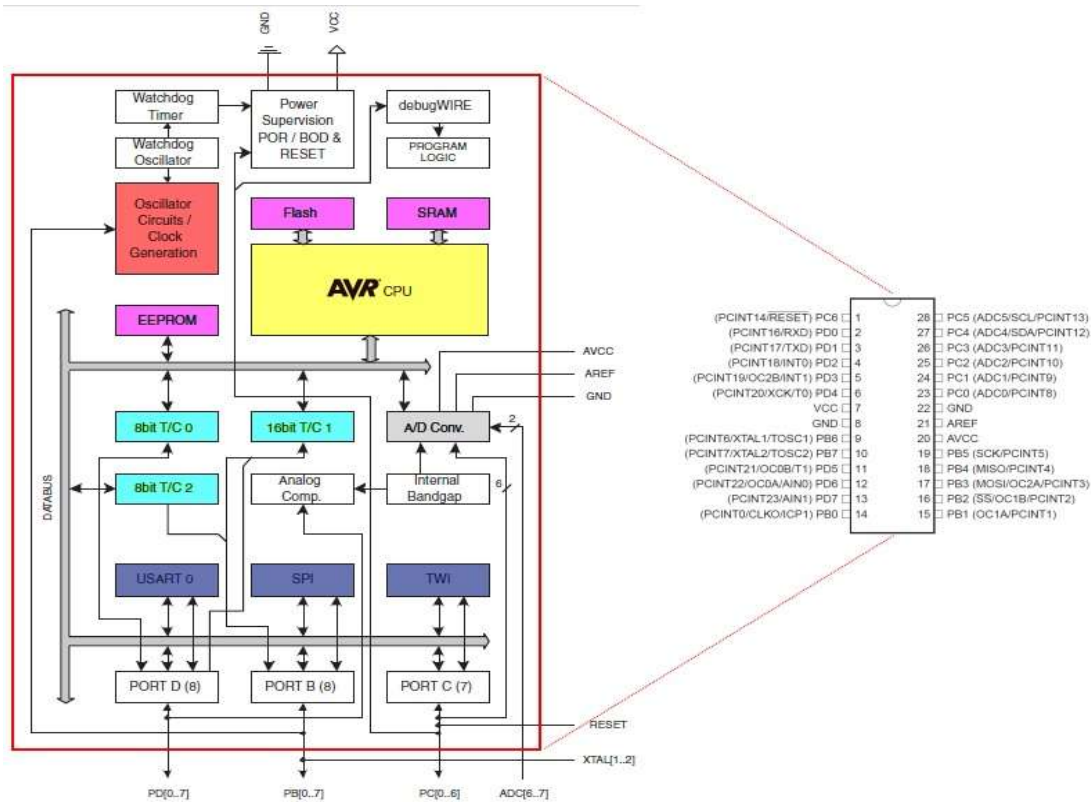 GND
VCC
Watchdog
Timer
Power
Supervision
POR / BOD &
RESET
debugWIRE
PROGRAM
LOGIC
Watchdog
Oscillator
Oscillator
Circuits /
Clock
Generation
Flash
SRAM
AVR CPU
EEPROM
AVCC
AREF
GND
8bit T/C 0
16bit T/C 1
A/D Conv.
2
8bit T/C 2
Analog
Comp.
Internal
Bandgap
6
DATABUS
USART 0
SPI
TWI
PORT D (8)
PORT B (8)
PORT C (7)
RESET
XTAL[1..2]
PD[0..7]
PB[0..7]
PC[0..6]
ADC[6..7]
(PCINT14/RESET) PC6 1 28 PC5 (ADC5/SCL/PCINT13)
(PCINT16/RXD) PD0 2 27 PC4 (ADC4/SDA/PCINT12)
(PCINT17/TXD) PD1 3 26 PC3 (ADC3/PCINT11)
(PCINT18/INT0) PD2 4 25 PC2 (ADC2/PCINT10)
(PCINT19/OC2B/INT1) PD3 5 24 PC1 (ADC1/PCINT9)
(PCINT20/XCK/T0) PD4 6 23 PC0 (ADC0/PCINT8)
VCC 7 22 GND
GND 8 21 AREF
(PCINT6/XTAL1/TOSC1) PB6 9 20 AVCC
(PCINT7/XTAL2/TOSC2) PB7 10 19 PB5 (SCK/PCINT5)
(PCINT21/OC0B/T1) PD5 11 18 PB4 (MISO/PCINT4)
(PCINT22/OC0A/AIN0) PD6 12 17 PB3 (MOSI/OC2A/PCINT3)
(PCINT23/AIN1) PD7 13 16 PB2 (SS/OC1B/PCINT2)
(PCINT0/CLKO/ICP1) PB0 14 15 PB1 (OC1A/PCINT1)